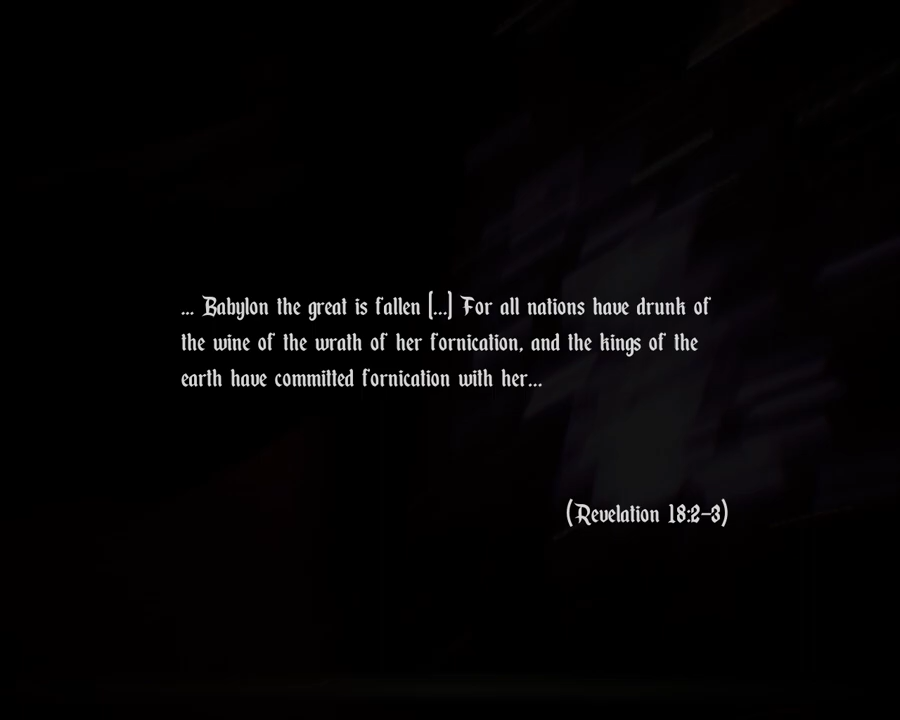 ... Babylon the great is fallen [...] For all nations have drunk of
the wine of the wrath of her fornication, and the kings of the
earth have committed fornication with her...
(Revelation 18:2-3)